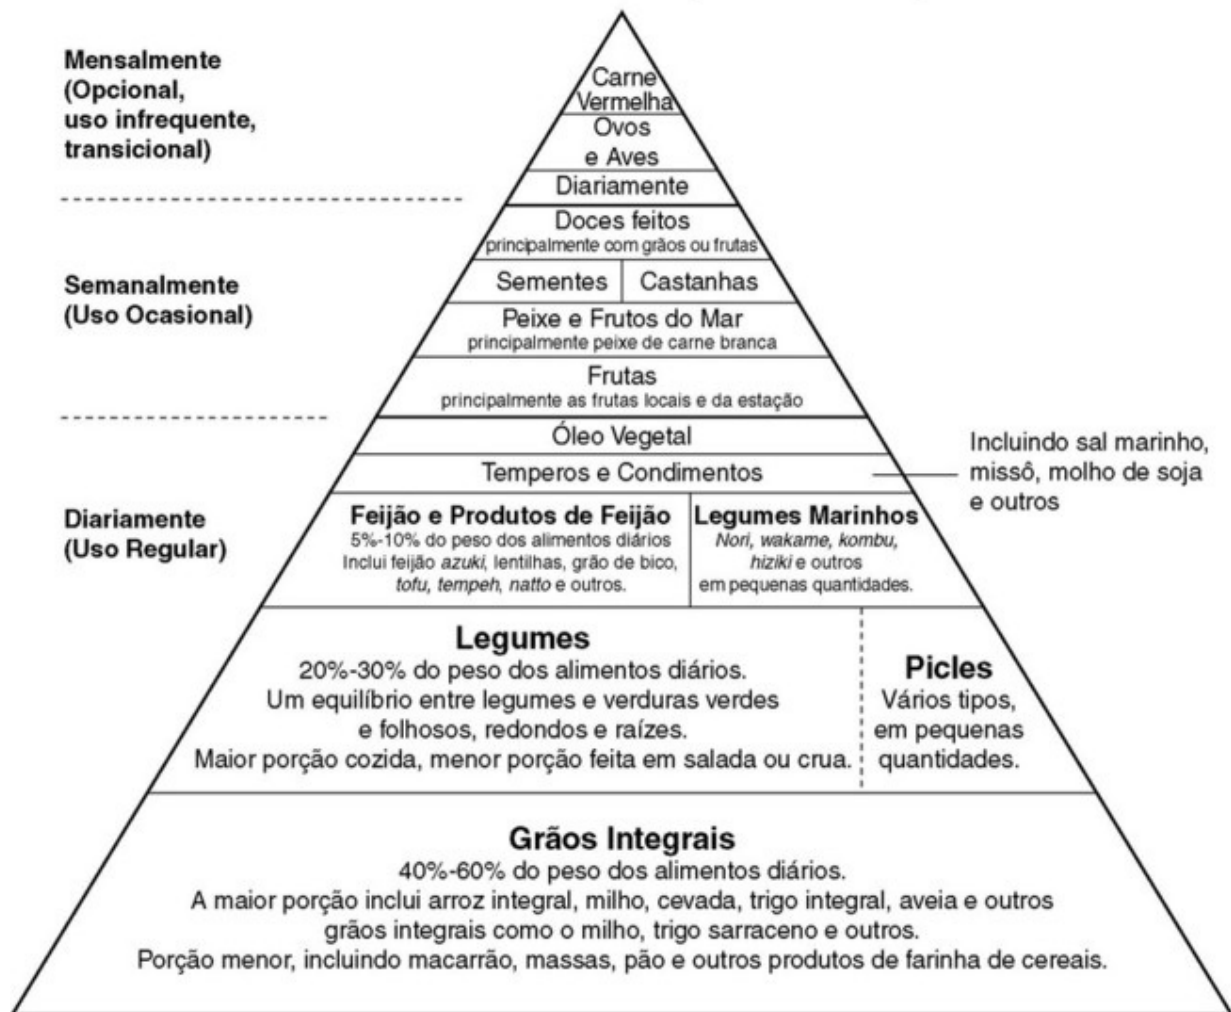 Mensalmente
(Opcional,
uso infrequente,
transicional)
Carne
Vermelha
Ovos
e Aves
Diariamente
Semanalmente
(Uso Ocasional)
Doces feitos
principalmente com grãos ou frutas
Sementes
Castanhas
Peixe e Frutos do Mar
principalmente peixe de carne branca
Frutas
principalmente as frutas locais e da estação
Diariamente
(Uso Regular)
Óleo Vegetal
Temperos e Condimentos
Incluindo sal marinho,
missô, molho de soja
e outros
Feijão e Produtos de Feijão
5%-10% do peso dos alimentos diários
Inclui feijão azuki, lentilhas, grão de bico,
tofu, tempeh, natto e outros.
Legumes Marinhos
Nori, wakame, kombu,
hiziki e outros
em pequenas quantidades.
Legumes
20%-30% do peso dos alimentos diários.
Um equilíbrio entre legumes e verduras verdes
e folhosos, redondos e raízes.
Maior porção cozida, menor porção feita em salada ou crua.
Picles
Vários tipos,
em pequenas
quantidades.
Grãos Integrais
40%-60% do peso dos alimentos diários.
A maior porção inclui arroz integral, milho, cevada, trigo integral, aveia e outros
grãos integrais como o milho, trigo sarraceno e outros.
Porção menor, incluindo macarrão, massas, pão e outros produtos de farinha de cereais.